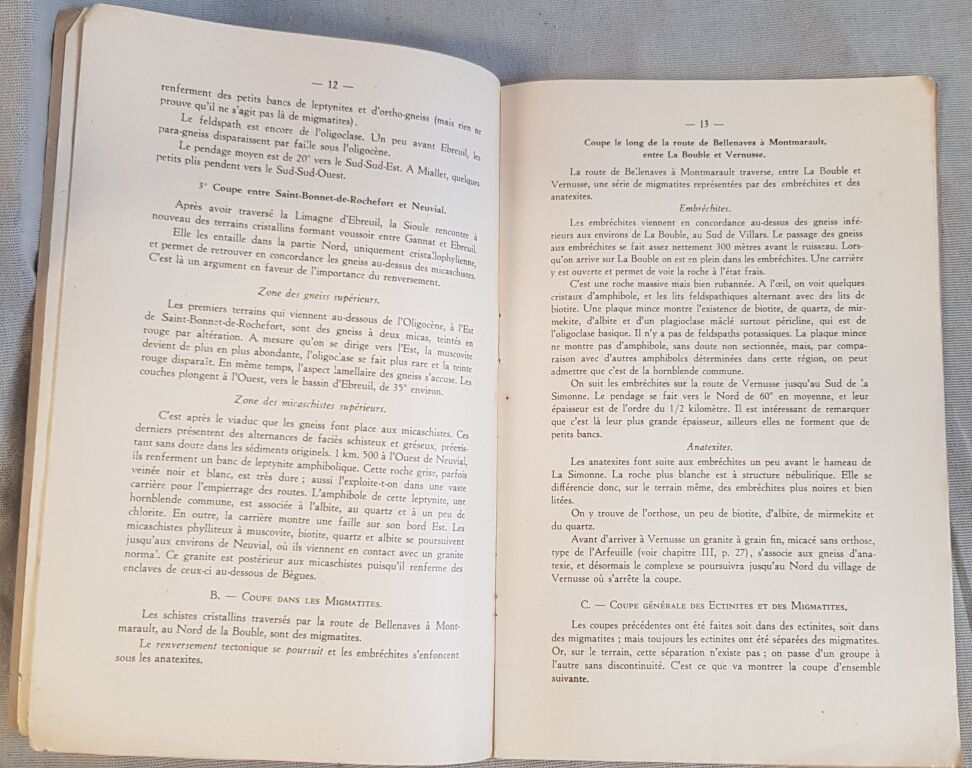 — 12 —
renferment des petits bancs de leptynites et d'ortho-gneiss (mais rien ne
prouve qu'il ne s'agit pas là de migmatites).
Le feldspath est encore de l'oligoclase. Un peu avant Ebreuil, les
para-gneiss disparaissent par faille sous l'oligocène.
Le pendage moyen est de 20° vers le Sud-Sud-Est. A Miallet, quelques
petits plis pendent vers le Sud-Sud-Ouest.
3° Coupe entre Saint-Bonnet-de-Rochefort et Neuvial.
Après avoir traversé la Limagne d'Ebreuil, la Sioule rencontre à
nouveau des terrains cristallins formant voussoir entre Gannat et Ebreuil.
Elle les entaille dans la partie Nord, uniquement cristallophylienne,
et permet de retrouver en concordance les gneiss au-dessus des micaschistes.
C'est là un argument en faveur de l'importance du renversement.
Zone des gneiss supérieurs.
Les premiers terrains qui viennent au-dessous de l'Oligocène, à l'Est
de Saint-Bonnet-de-Rochefort, sont des gneiss à deux micas, teintés en
rouge par altération. A mesure qu'on se dirige vers l'Est, la muscovite
devient de plus en plus abondante, l'oligoclase se fait plus rare et la teinte
rouge disparaît. En même temps, l'aspect lamellaire des gneiss s'accuse. Les
couches plongent à l'Ouest, vers le bassin d'Ebreuil, de 35° environ.
Zone des micaschistes supérieurs.
C'est après le viaduc que les gneiss font place aux micaschistes. Ces
derniers présentent des alternances de faciès schisteux et gréseux, préexis-
tant sans doute dans les sédiments originels. 1 km. 500 à l'Ouest de Neuvial,
ils renferment un banc de leptynite amphibolique. Cette roche grise, parfois
veinée noir et blanc, est très dure ; aussi l'exploite-t-on dans une vaste
carrière pour l'empierrage des routes. L'amphibole de cette leptynite, une
hornblende commune, est associée à l'albite, au quartz et à un peu de
chlorite. En outre, la carrière montre une faille sur son bord Est. Les
micaschistes phylliteux à muscovite, biotite, quartz et albite se poursuivent
jusqu'aux environs de Neuvial, où ils viennent en contact avec un granite
normal. Ce granite est postérieur aux micaschistes puisqu'il renferme des
enclaves de ceux-ci au-dessous de Bègues.
B. — Coupe dans les Migmatites.
Les schistes cristallins traversés par la route de Bellenaves à Mont-
marault, au Nord de la Bouble, sont des migmatites.
Le renversement tectonique se poursuit et les embréchites s'enfoncent
sous les anatexites.
— 13 —
Coupe le long de la route de Bellenaves à Montmarault,
entre La Bouble et Vernusse.
La route de Bellenaves à Montmarault traverse, entre La Bouble et
Vernusse, une série de migmatites représentées par des embréchites et des
anatexites.
Embréchites.
Les embréchites viennent en concordance au-dessus des gneiss infé-
rieurs aux environs de La Bouble, au Sud de Villars. Le passage des gneiss
aux embréchites se fait assez nettement 300 mètres avant le ruisseau. Lors-
qu'on arrive sur La Bouble on est en plein dans les embréchites. Une carrière
y est ouverte et permet de voir la roche à l'état frais.
C'est une roche massive mais bien rubannée. A l'œil, on voit quelques
cristaux d'amphibole, et les lits feldspathiques alternant avec des lits de
biotite. Une plaque mince montre l'existence de biotite, de quartz, de mir-
mekite, d'albite et d'un plagioclase mâclé surtout péricline, qui est de
l'oligoclase basique. Il n'y a pas de feldspaths potassiques. La plaque mince
ne montre pas d'amphibole, sans doute non sectionnée, mais, par compa-
raison avec d'autres amphibols déterminées dans cette région, on peut
admettre que c'est de la hornblende commune.
On suit les embréchites sur la route de Vernusse jusqu'au Sud de la
Simonne. Le pendage se fait vers le Nord de 60° en moyenne, et leur
épaisseur est de l'ordre du 1/2 kilomètre. Il est intéressant de remarquer
que c'est là leur plus grande épaisseur, ailleurs elles ne forment que de
petits bancs.
Anatexites.
Les anatexites font suite aux embréchites un peu avant le hameau de
La Simonne. La roche plus blanche est à structure nébulitique. Elle se
différencie donc, sur le terrain même, des embréchites plus noires et bien
litées.
On y trouve de l'orthose, un peu de biotite, d'albite, de mirmekite et
du quartz.
Avant d'arriver à Vernusse un granite à grain fin, micacé sans orthose,
type de l'Arfeuille (voir chapitre III, p. 27), s'associe aux gneiss d'ana-
texie, et désormais le complexe se poursuivra jusqu'au Nord du village de
Vernusse où s'arrête la coupe.
C. — Coupe générale des Ectinites et des Migmatites.
Les coupes précédentes ont été faites soit dans des ectinites, soit dans
des migmatites ; mais toujours les ectinites ont été séparées des migmatites.
Or, sur le terrain, cette séparation n'existe pas ; on passe d'un groupe à
l'autre sans discontinuité. C'est ce que va montrer la coupe d'ensemble
suivante.